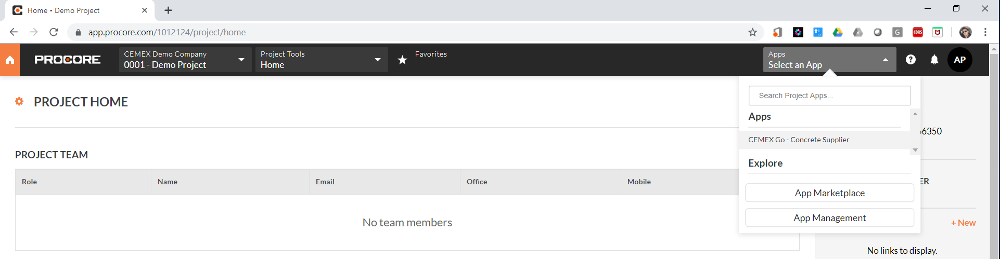 Home • Demo Project
app.procore.com/1012124/project/home
G
CORS
PROCORE
CEMEX Demo Company
0001 - Demo Project
Project Tools
Home
Favorites
Apps
Select an App
?
AP
Search Project Apps...
PROJECT HOME
Apps
6350
CEMEX Go - Concrete Supplier
PROJECT TEAM
Explore
Role Name Email Office Mobile
ER
App Marketplace
No team members
App Management
+ New
No links to display.